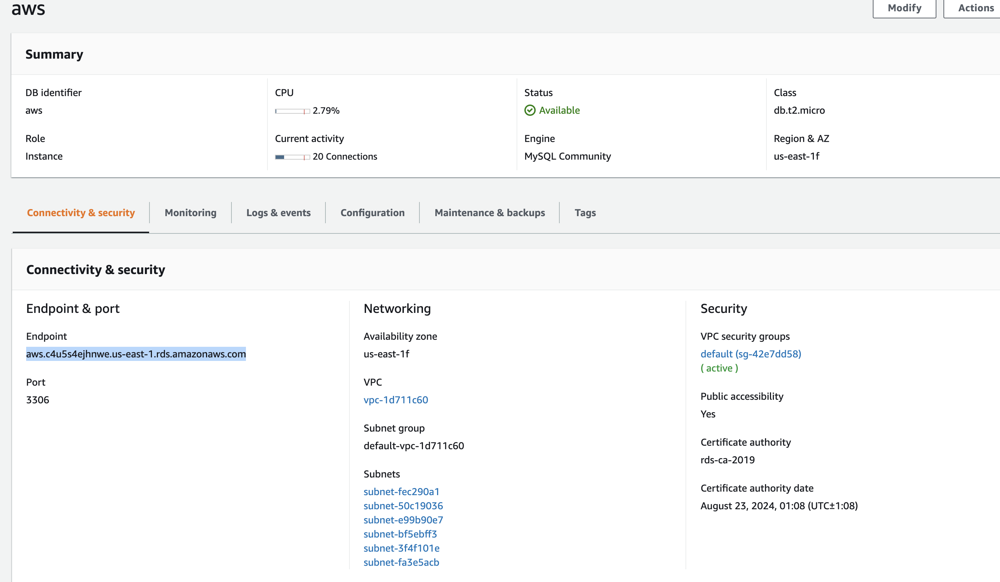 aws
Modify
Actions
Summary
DB identifier
aws
CPU
2.79%
Status
Available
Class
db.t2.micro
Role
Instance
Current activity
20 Connections
Engine
MySQL Community
Region & AZ
us-east-1f
Connectivity & security
Monitoring
Logs & events
Configuration
Maintenance & backups
Tags
Connectivity & security
Endpoint & port
Endpoint
aws.c4u5s4ejhnwe.us-east-1.rds.amazonaws.com
Port
3306
Networking
Availability zone
us-east-1f
VPC
vpc-1d711c60
Subnet group
default-vpc-1d711c60
Subnets
subnet-fec290a1
subnet-50c19036
subnet-e99b90e7
subnet-bf5ebff3
subnet-3f4f101e
subnet-fa3e5acb
Security
VPC security groups
default (sg-42e7dd58)
( active )
Public accessibility
Yes
Certificate authority
rds-ca-2019
Certificate authority date
August 23, 2024, 01:08 (UTC±1:08)